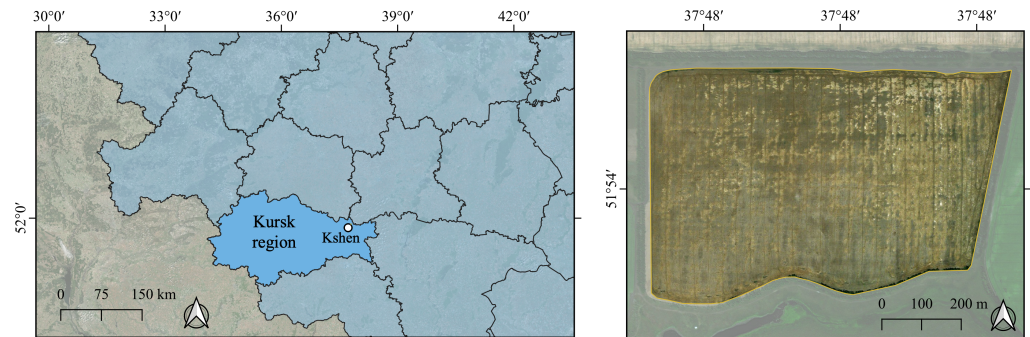 30°0′ 33°0′ 36°0′ 39°0′ 42°0′
52°0′
Kursk
region
Kshen
0 75 150 km
37°48′ 37°48′ 37°48′
51°54′
0 100 200 m